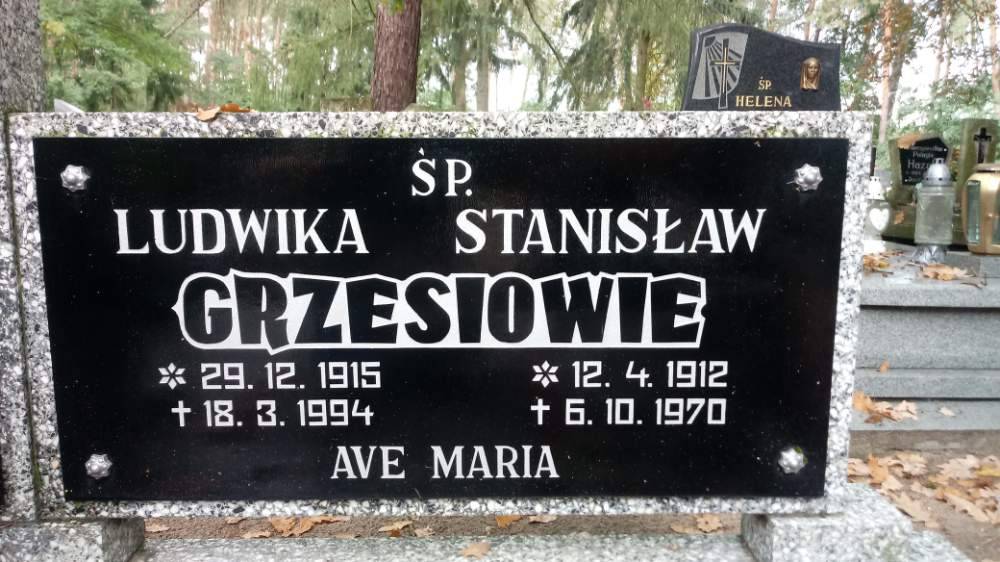 ŚP.
HELENA
ŚP.
LUDWIKA STANISŁAW
GRZESIOWIE
* 29. 12. 1915 * 12. 4. 1912
† 18. 3. 1994 † 6. 10. 1970
AVE MARIA